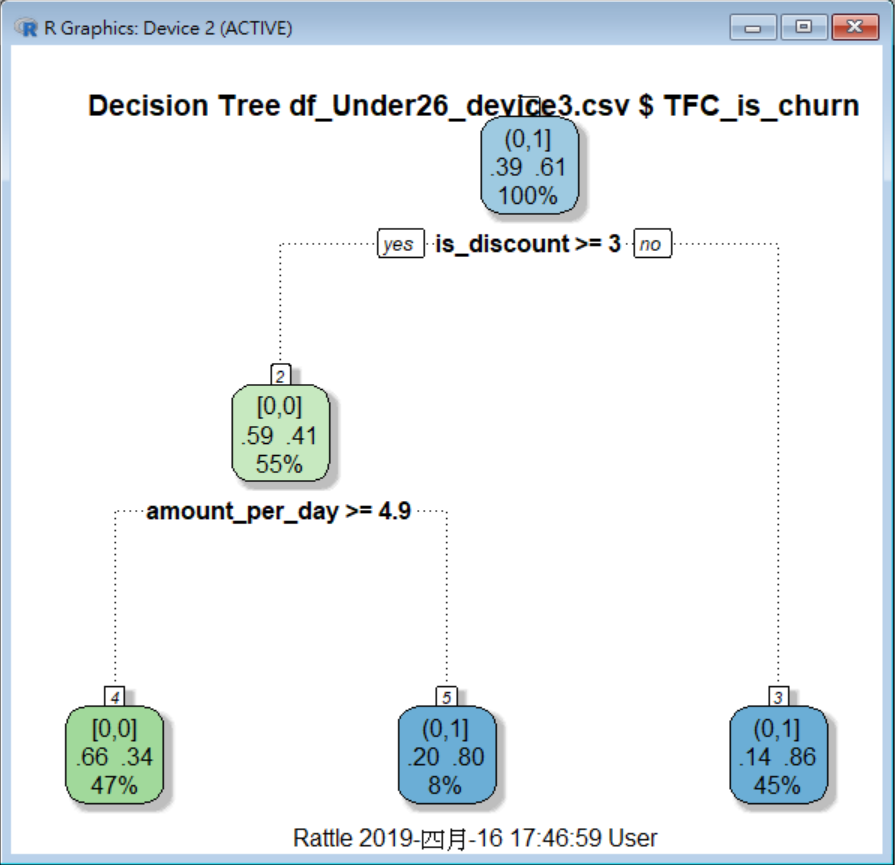 R Graphics: Device 2 (ACTIVE)
Decision Tree df_Under26_device3.csv $ TFC_is_churn
(0,1]
.39 .61
100%
yes is_discount >= 3 no
2
[0,0]
.59 .41
55%
amount_per_day >= 4.9
4 5 3
[0,0] (0,1] (0,1]
.66 .34 .20 .80 .14 .86
47% 8% 45%
Rattle 2019-四月-16 17:46:59 User